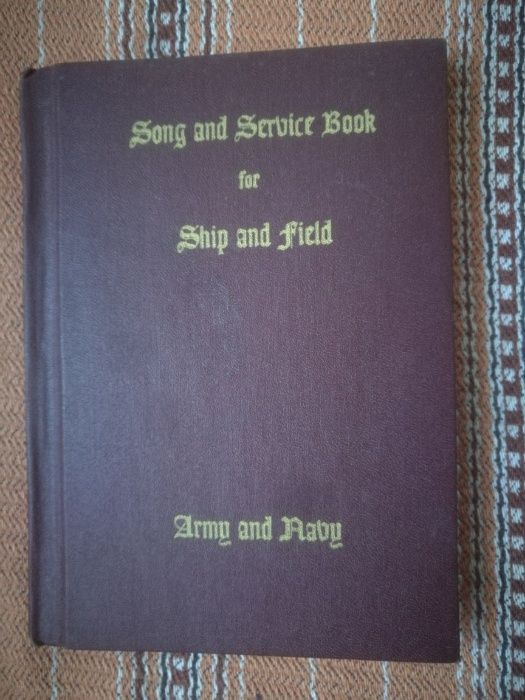 Song and Service Book
for
Ship and Field
Army and Navy